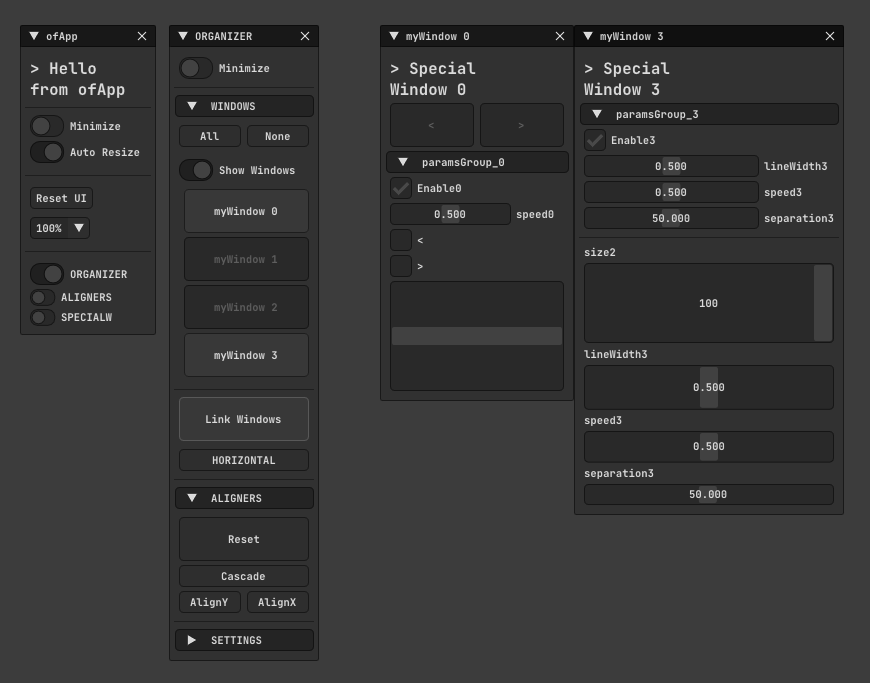 ofApp
> Hello
from ofApp
Minimize
Auto Resize
Reset UI
100%
ORGANIZER
ALIGNERS
SPECIALW
ORGANIZER
Minimize
WINDOWS
All
None
Show Windows
myWindow 0
myWindow 1
myWindow 2
myWindow 3
Link Windows
HORIZONTAL
ALIGNERS
Reset
Cascade
AlignY
AlignX
SETTINGS
myWindow 0
> Special
Window 0
<
>
paramsGroup_0
Enable0
0.500
speed0
<
>
myWindow 3
> Special
Window 3
paramsGroup_3
Enable3
0.500
lineWidth3
0.500
speed3
50.000
separation3
size2
100
lineWidth3
0.500
speed3
0.500
separation3
50.000